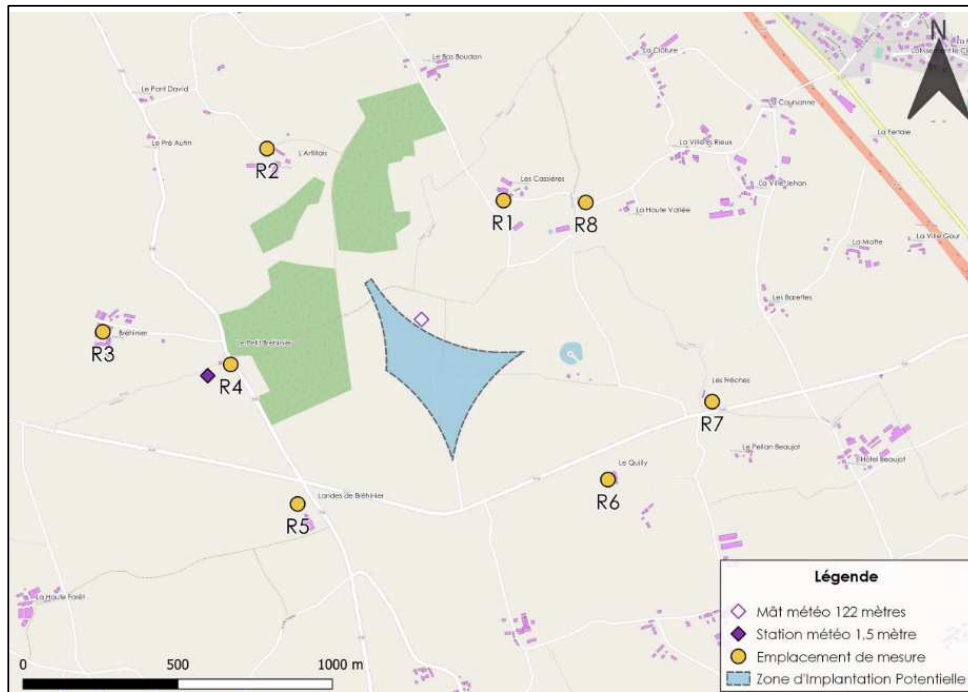 N
Le Bas Boudan
La Clôture
Le Pont David
Le Pré Autin
L'Artillais
R2
La Fertaie
La Ville ès Rieux
Les Cassières
La Ville Jehan
R1
R8
La Haute Vallée
La Motte
La Ville Gour
Les Barettes
Bréhinier
R3
Le Petit Bréhinier
R4
Les Frêches
R7
Le Pellan Beaujot
Hôtel Beaujot
Le Quilly
R6
Landes de Bréhinier
R5
La Haute Forêt
Légende
Mât météo 122 mètres
Station météo 1,5 mètre
Emplacement de mesure
Zone d'Implantation Potentielle
0 500 1000 m